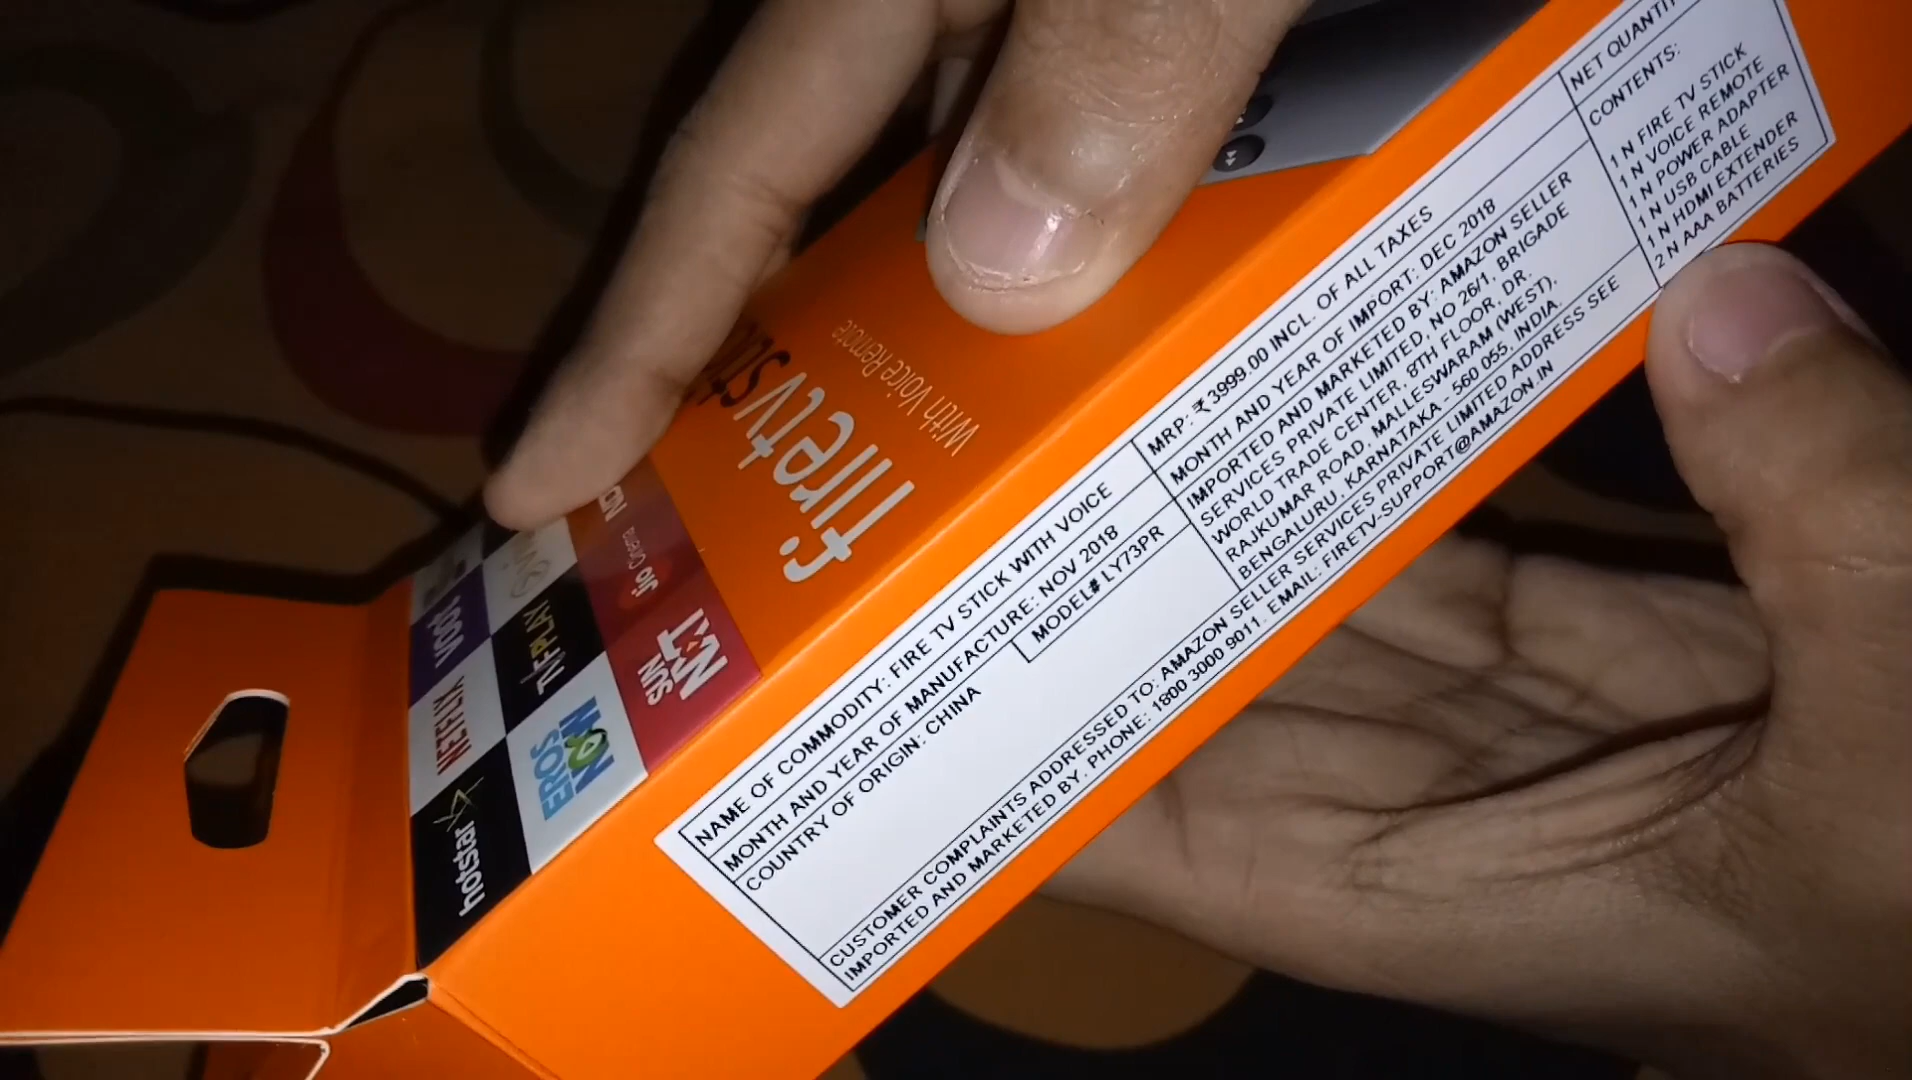 NAME OF COMMODITY: FIRE TV STICK WITH VOICE
MONTH AND YEAR OF MANUFACTURE: NOV 2018
COUNTRY OF ORIGIN: CHINA
MODEL# LY73PR
MRP: ₹ 3999.00 INCL. OF ALL TAXES
MONTH AND YEAR OF IMPORT: DEC 2018
IMPORTED AND MARKETED BY: AMAZON SELLER
SERVICES PRIVATE LIMITED, NO 26/1, BRIGADE
WORLD TRADE CENTER, 8TH FLOOR, DR.
RAJKUMAR ROAD, MALLESWARAM (WEST),
BENGALURU, KARNATAKA - 560 055, INDIA.
CUSTOMER COMPLAINTS ADDRESSED TO: AMAZON SELLER SERVICES PRIVATE LIMITED ADDRESS SEE
IMPORTED AND MARKETED BY. PHONE: 1800 3000 9011. EMAIL: FIRETV-SUPPORT@AMAZON.IN
NET
CONTENTS:
1 N FIRE TV STICK
1 N VOICE REMOTE
1 N POWER ADAPTER
1 N USB CABLE
1 N HDMI EXTENDER
2 N AAA BATTERIES
firetv
With Voice Remote
hotstar
NETFLIX
VOOT
EROS
NOW
TVFPLAY
SUN
NXT
Jio Cinema